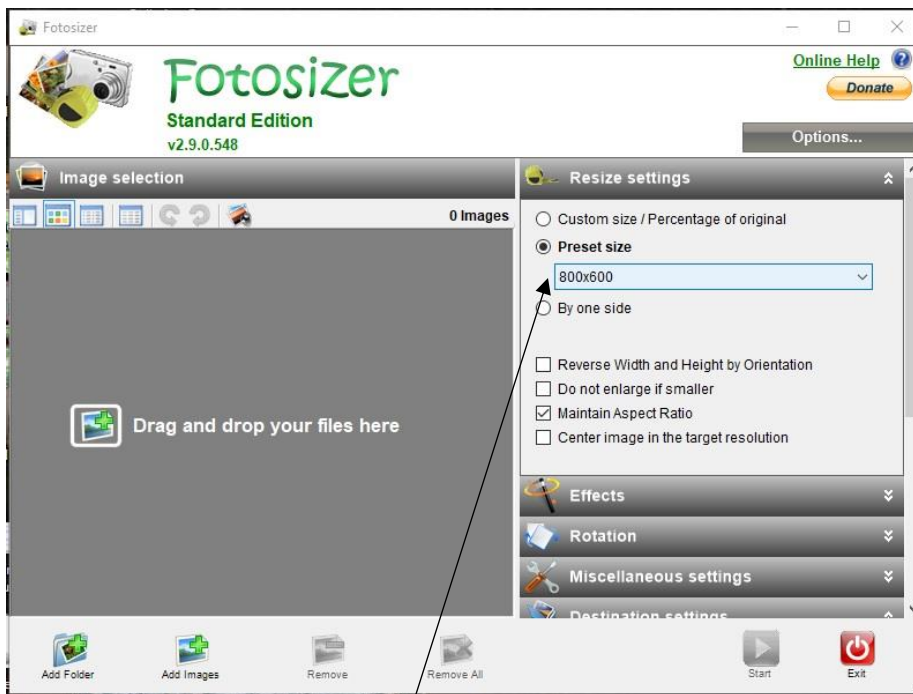 Fotosizer
Fotosizer
Standard Edition
v2.9.0.548
Online Help
Donate
Options...
Image selection
0 Images
Drag and drop your files here
Resize settings
Custom size / Percentage of original
Preset size
800x600
By one side
Reverse Width and Height by Orientation
Do not enlarge if smaller
Maintain Aspect Ratio
Center image in the target resolution
Effects
Rotation
Miscellaneous settings
Destination settings
Add Folder
Add Images
Remove
Remove All
Start
Exit